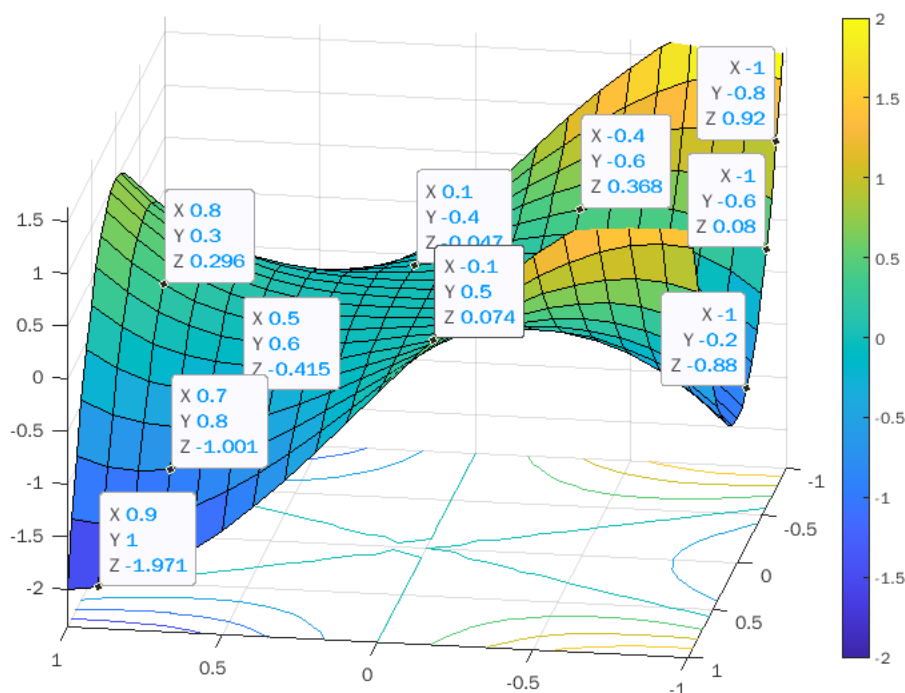 X -1
Y -0.8
Z 0.92
X -0.4
Y -0.6
Z 0.368
X -1
Y -0.6
Z 0.08
X 0.1
Y -0.4
Z -0.047
X 0.8
Y 0.3
Z 0.296
X -0.1
Y 0.5
Z 0.074
X 0.5
Y 0.6
Z -0.415
X -1
Y -0.2
Z -0.88
X 0.7
Y 0.8
Z -1.001
X 0.9
Y 1
Z -1.971
1.5
1
0.5
0
-0.5
-1
-1.5
-2
1
0.5
0
-0.5
-1
-1
-0.5
0
0.5
1
2
1.5
1
0.5
0
-0.5
-1
-1.5
-2